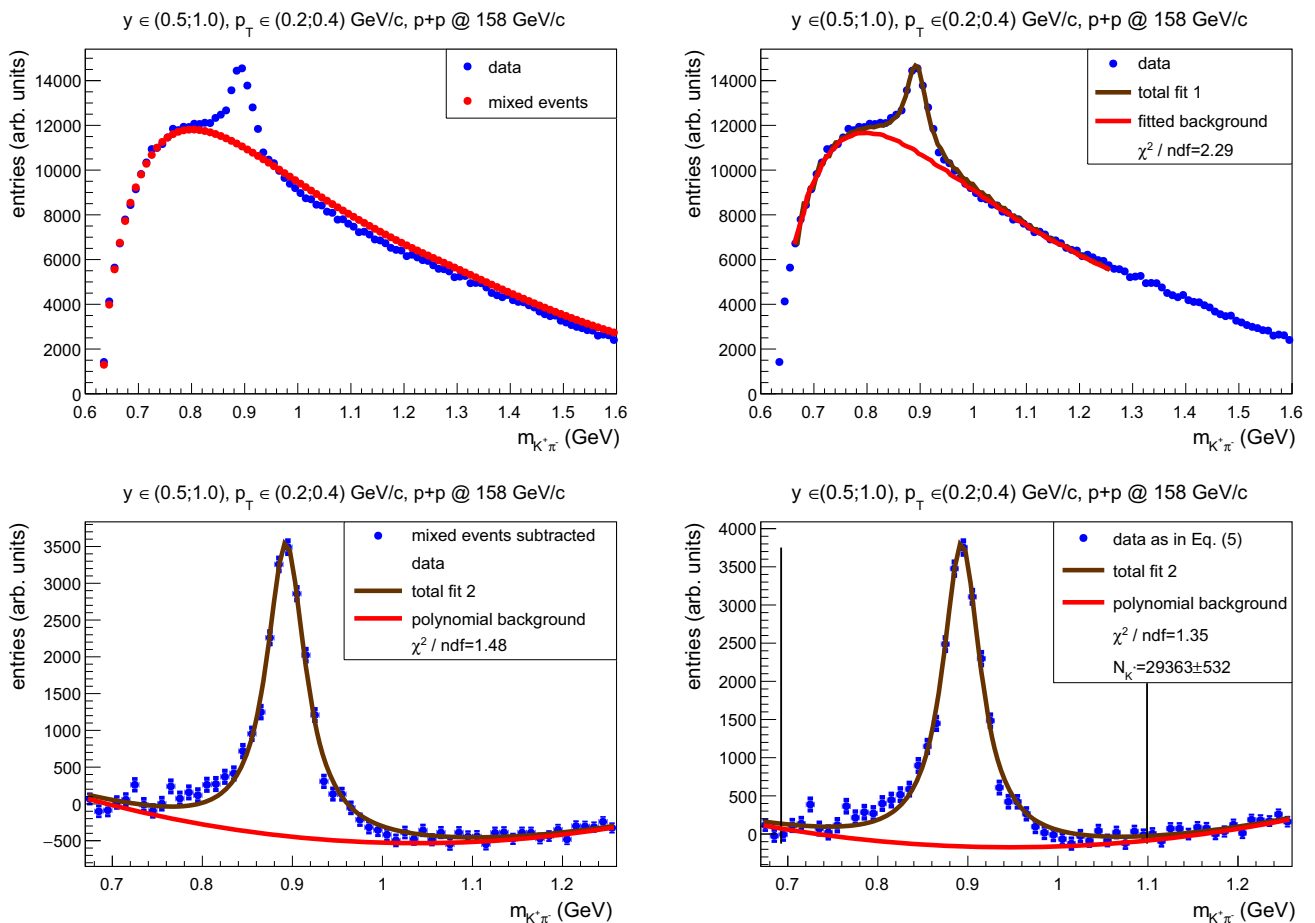 y ∈ (0.5;1.0), p_T ∈ (0.2;0.4) GeV/c, p+p @ 158 GeV/c
entries (arb. units)
data
mixed events
14000
12000
10000
8000
6000
4000
2000
0
0.6 0.7 0.8 0.9 1 1.1 1.2 1.3 1.4 1.5 1.6
m_{K⁺π⁻} (GeV)
y ∈ (0.5;1.0), p_T ∈ (0.2;0.4) GeV/c, p+p @ 158 GeV/c
entries (arb. units)
data
total fit 1
fitted background
χ² / ndf=2.29
14000
12000
10000
8000
6000
4000
2000
0
0.6 0.7 0.8 0.9 1 1.1 1.2 1.3 1.4 1.5 1.6
m_{K⁺π⁻} (GeV)
y ∈ (0.5;1.0), p_T ∈ (0.2;0.4) GeV/c, p+p @ 158 GeV/c
entries (arb. units)
mixed events subtracted
data
total fit 2
polynomial background
χ² / ndf=1.48
3500
3000
2500
2000
1500
1000
500
0
−500
0.7 0.8 0.9 1 1.1 1.2
m_{K⁺π⁻} (GeV)
y ∈(0.5;1.0), p_T ∈(0.2;0.4) GeV/c, p+p @ 158 GeV/c
entries (arb. units)
data as in Eq. (5)
total fit 2
polynomial background
χ² / ndf=1.35
N_{K*}=29363±532
4000
3500
3000
2500
2000
1500
1000
500
0
0.7 0.8 0.9 1 1.1 1.2
m_{K⁺π⁻} (GeV)